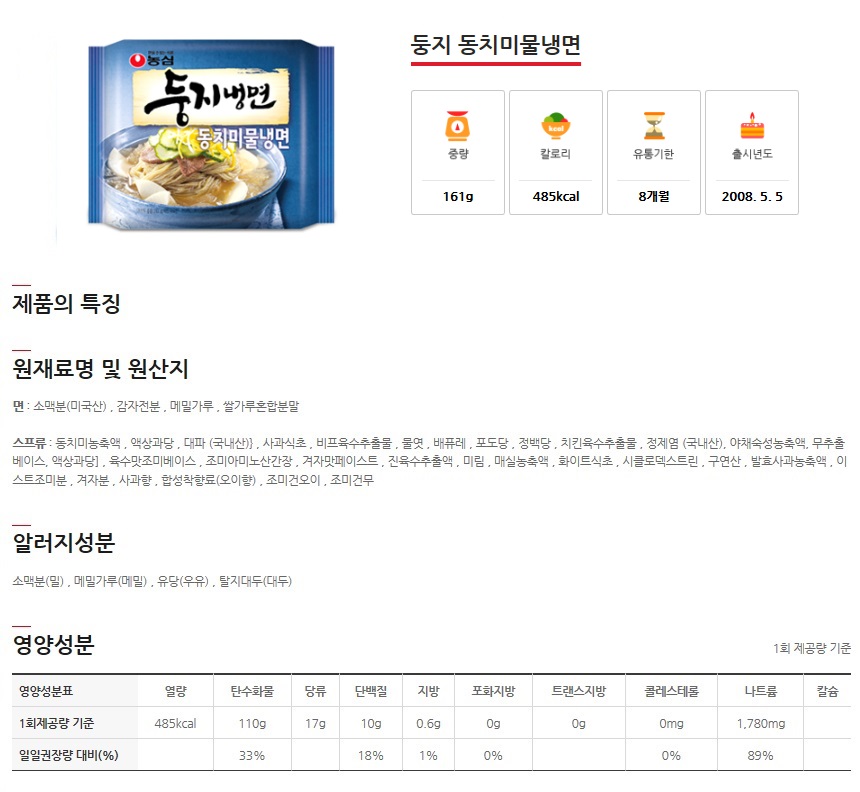 농심
둥지냉면
동치미물냉면
둥지 동치미물냉면
중량
칼로리
유통기한
출시년도
kcal
161g
485kcal
8개월
2008. 5. 5
제품의 특징
원재료명 및 원산지
면 : 소맥분(미국산) , 감자전분 , 메밀가루 , 쌀가루혼합분말
스프류 : 동치미농축액 , 액상과당 , 대파 (국내산)} , 사과식초 , 비프육수추출물 , 물엿 , 배퓨레 , 포도당 , 정백당 , 치킨육수추출물 , 정제염 (국내산), 야채숙성농축액, 무추출
베이스, 액상과당] , 육수맛조미베이스 , 조미아미노산간장 , 겨자맛페이스트 , 진육수추출액 , 미림 , 매실농축액 , 화이트식초 , 시클로덱스트린 , 구연산 , 발효사과농축액 , 이
스트조미분 , 겨자분 , 사과향 , 합성착향료(오이향) , 조미건오이 , 조미건무
알러지성분
소맥분(밀) , 메밀가루(메밀) , 유당(우유) , 탈지대두(대두)
영양성분
1회 제공량 기준
영양성분표 열량 탄수화물 당류 단백질 지방 포화지방 트랜스지방 콜레스테롤 나트륨 칼슘
1회제공량 기준 485kcal 110g 17g 10g 0.6g 0g 0g 0mg 1,780mg
일일권장량 대비(%) 33% 18% 1% 0% 0% 89%